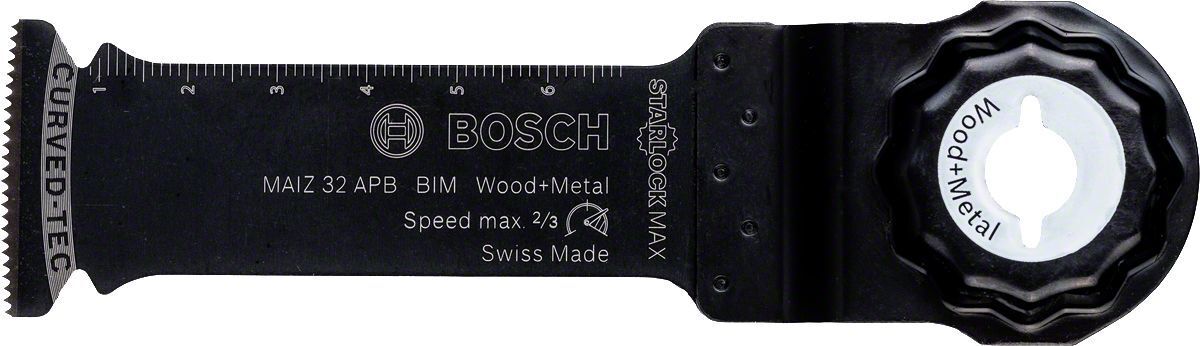 CURVED-TEC
1 2 3 4 5 6
BOSCH
MAIZ 32 APB BIM Wood+Metal
Speed max. 2/3
Swiss Made
STARLOCK MAX
Wood+Metal